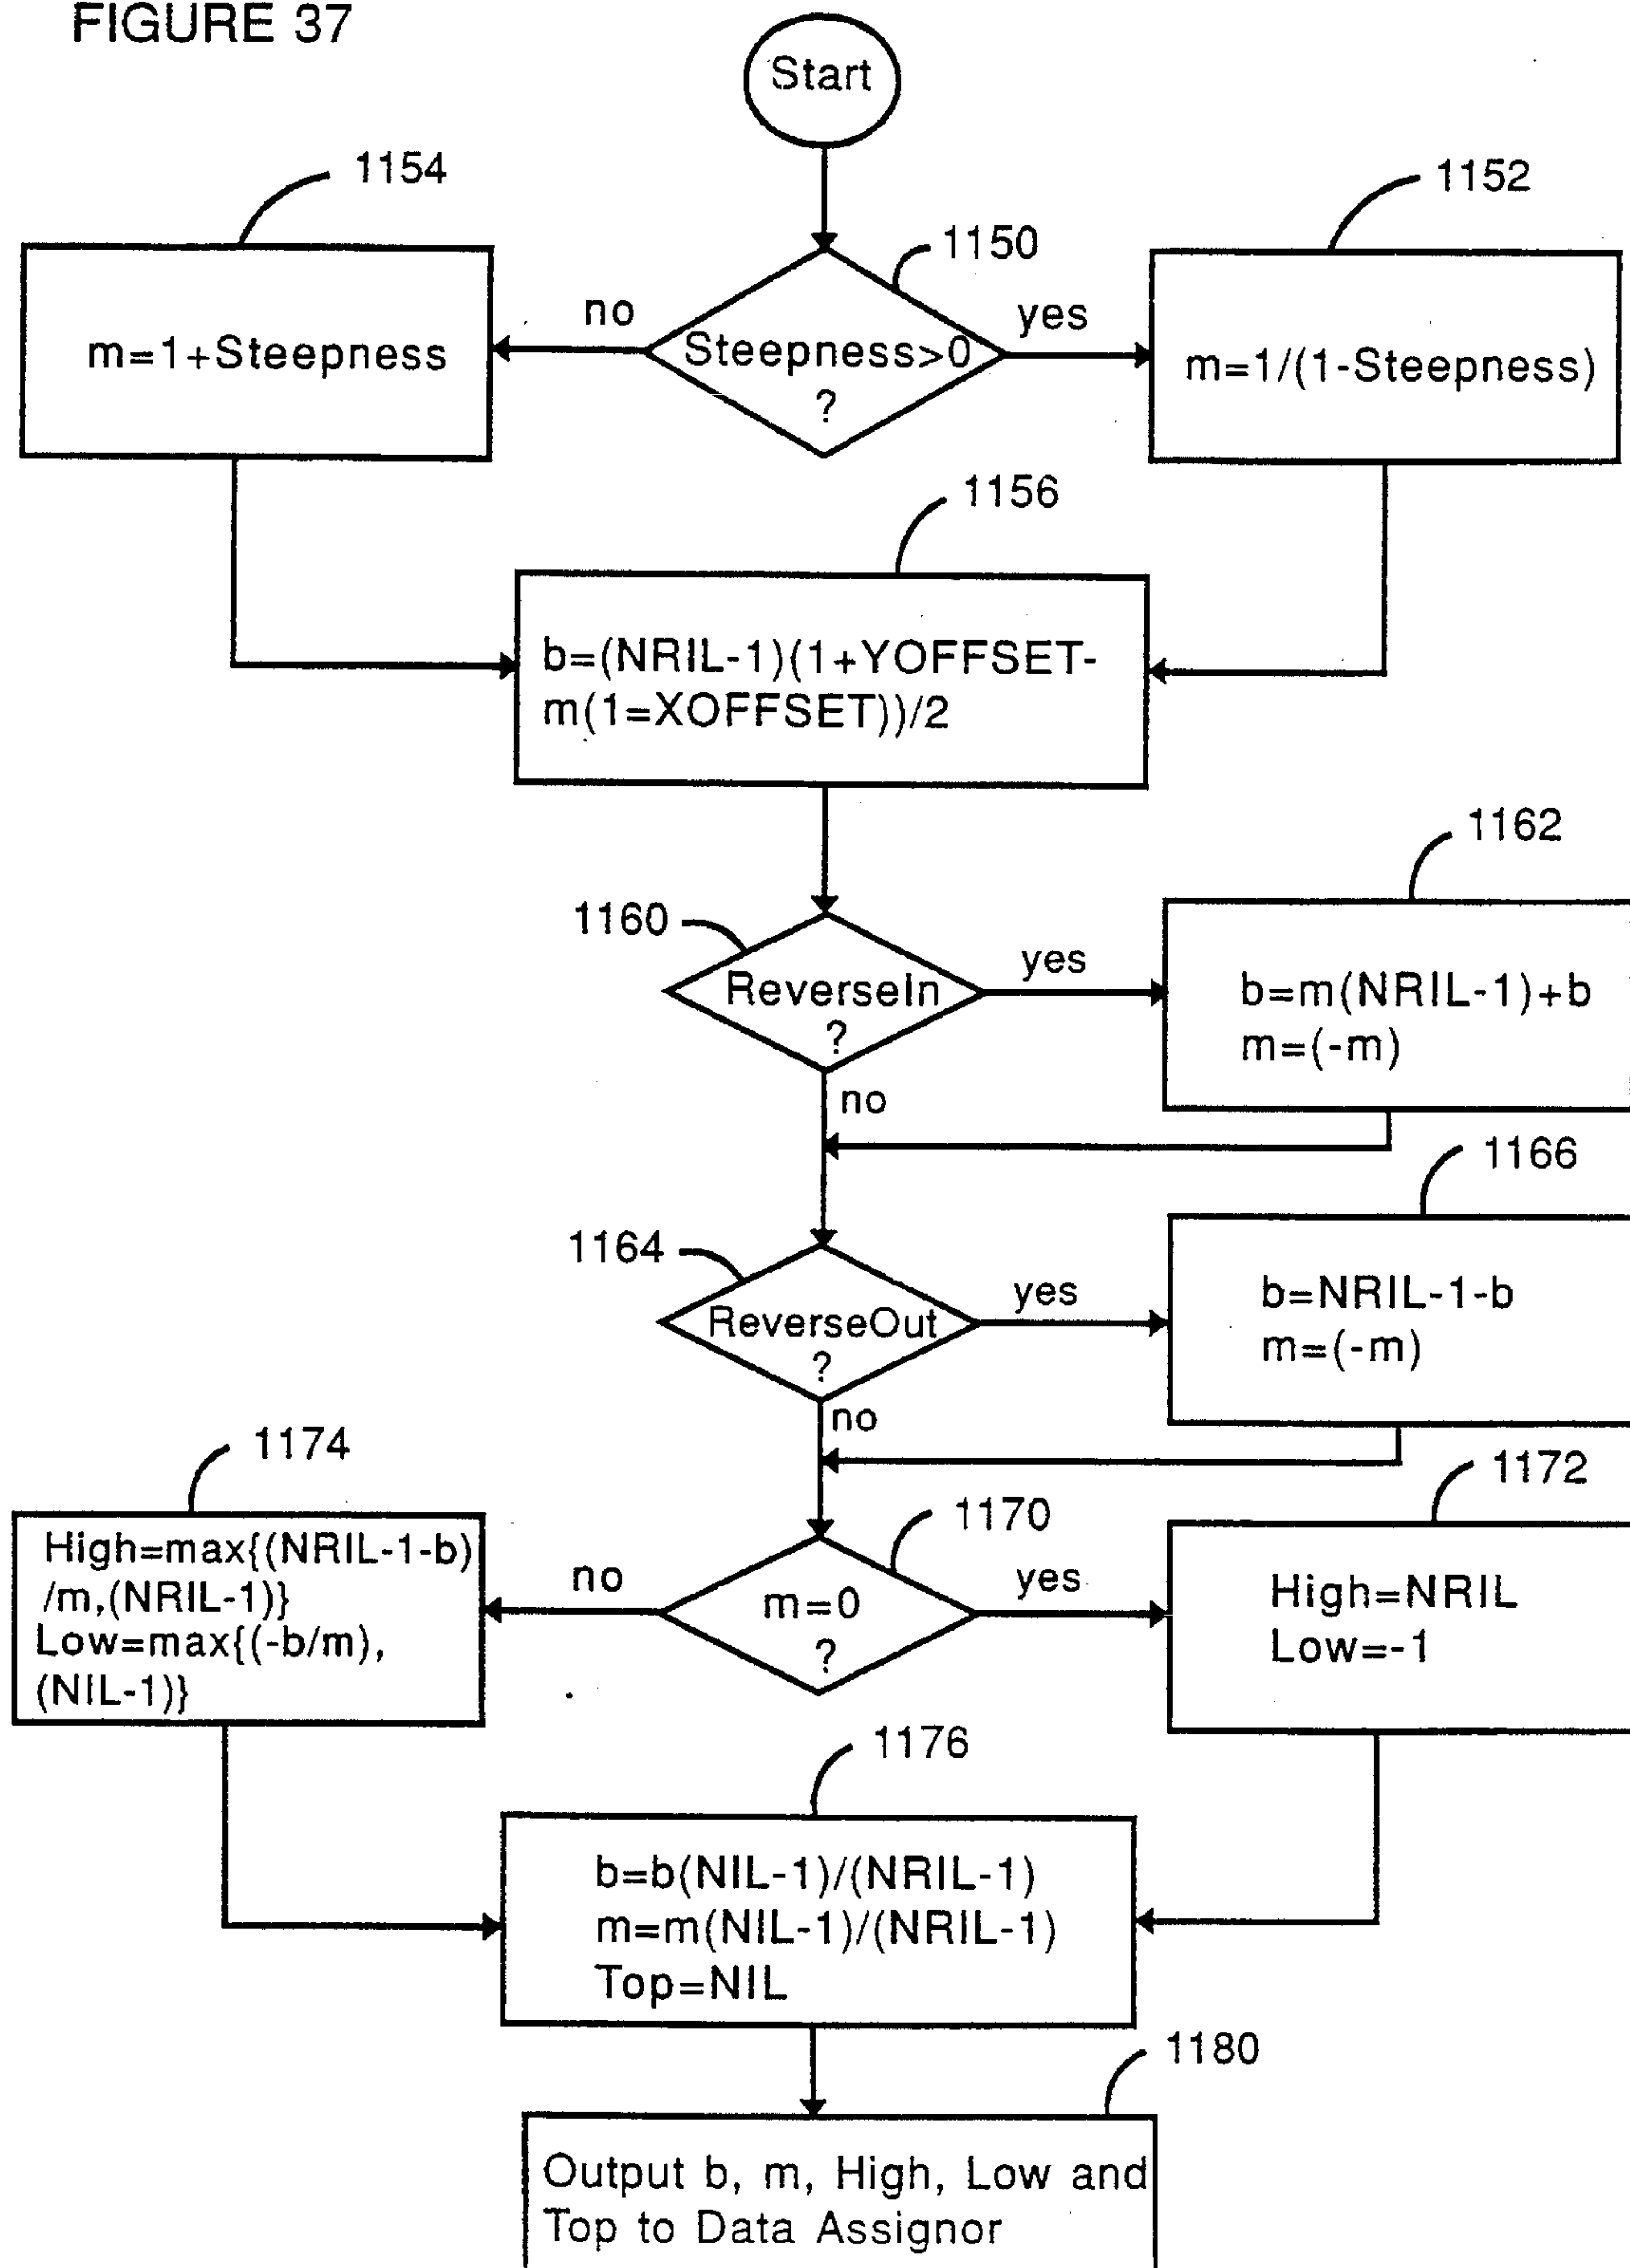 FIGURE 37
Start
1154
1152
1150
no
yes
m=1+Steepness
Steepness>0
?
m=1/(1-Steepness)
1156
b=(NRIL-1)(1+YOFFSET-
m(1=XOFFSET))/2
1162
1160
yes
ReverseIn
?
b=m(NRIL-1)+b
m=(-m)
no
1166
1164
yes
ReverseOut
?
b=NRIL-1-b
m=(-m)
no
1174
1172
1170
High=max{(NRIL-1-b)
/m,(NRIL-1)}
Low=max{(-b/m),
(NIL-1)}
no
m=0
?
yes
High=NRIL
Low=-1
1176
b=b(NIL-1)/(NRIL-1)
m=m(NIL-1)/(NRIL-1)
Top=NIL
1180
Output b, m, High, Low and
Top to Data Assignor